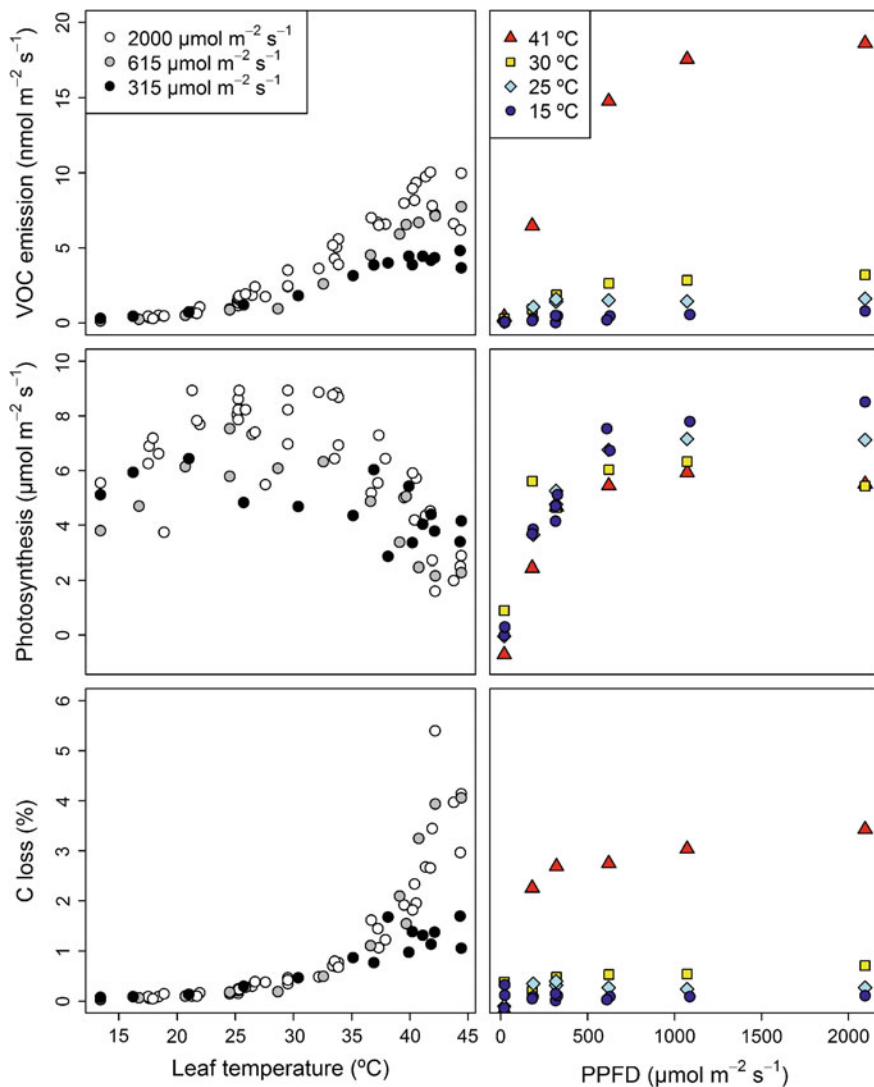 VOC emission (nmol m⁻² s⁻¹)
0
5
10
15
20
2000 µmol m⁻² s⁻¹
615 µmol m⁻² s⁻¹
315 µmol m⁻² s⁻¹
41 ºC
30 ºC
25 ºC
15 ºC
Photosynthesis (µmol m⁻² s⁻¹)
0
2
4
6
8
10
C loss (%)
0
1
2
3
4
5
6
15 20 25 30 35 40 45
Leaf temperature (ºC)
0 500 1000 1500 2000
PPFD (µmol m⁻² s⁻¹)